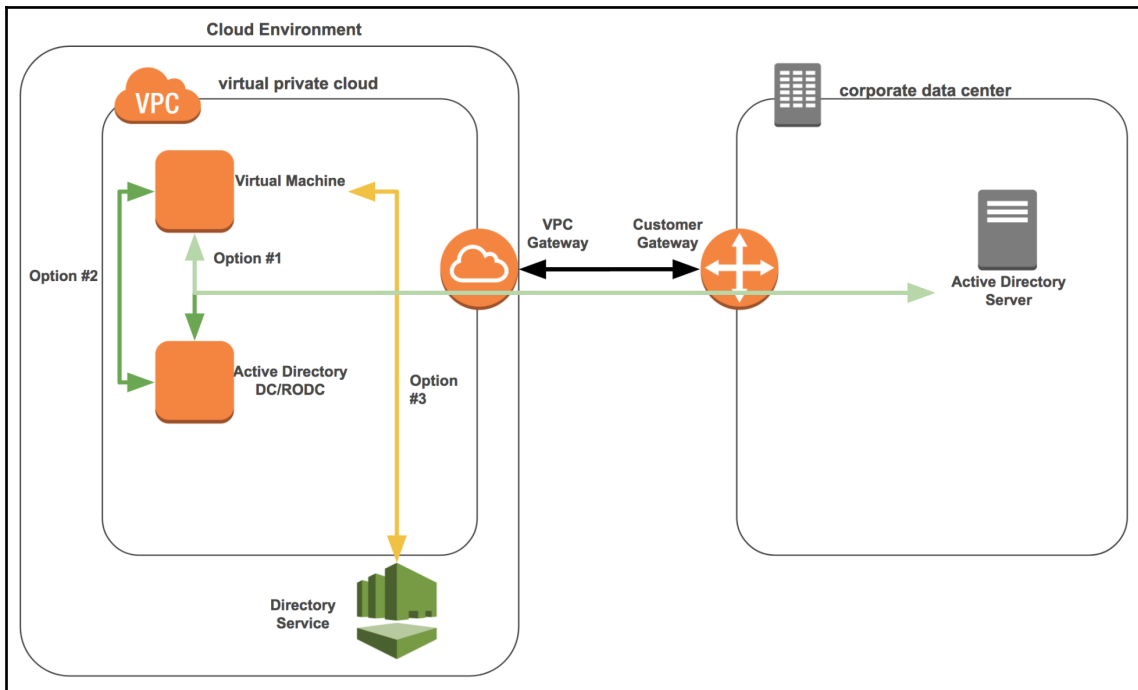 Cloud Environment
virtual private cloud
VPC
corporate data center
Virtual Machine
VPC
Gateway
Customer
Gateway
Option #1
Option #2
Active Directory
Server
Active Directory
DC/RODC
Option
#3
Directory
Service